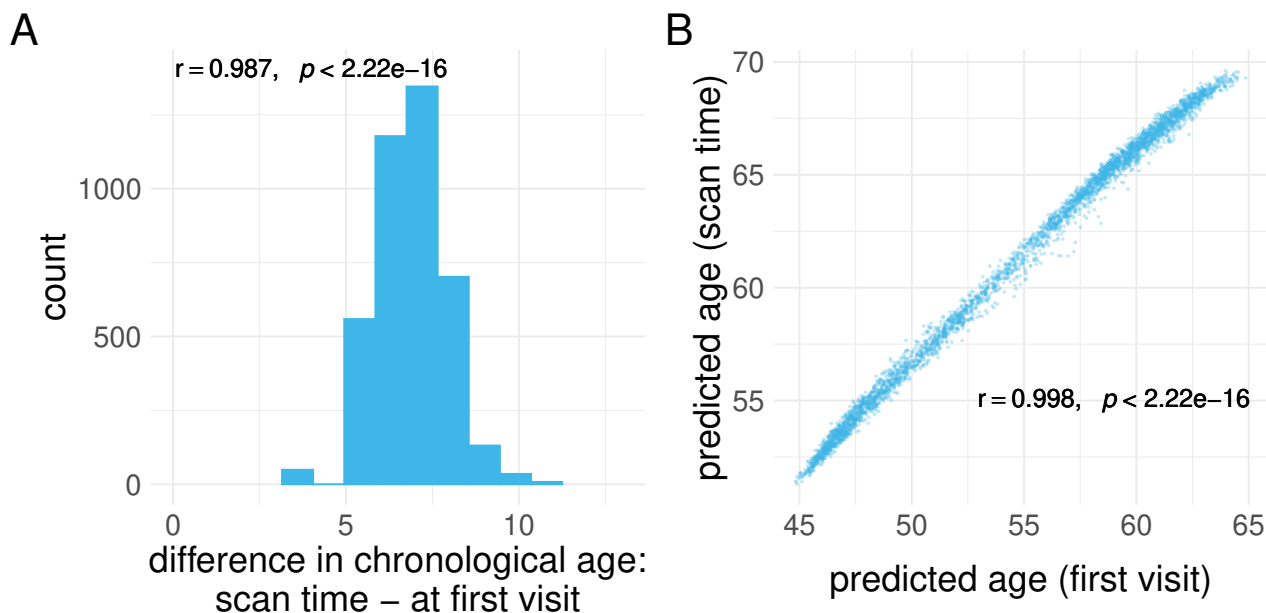 A
r = 0.987, p < 2.22e−16
count
1000
500
0
0 5 10
difference in chronological age:
scan time − at first visit
B
predicted age (scan time)
70
65
60
55
r = 0.998, p < 2.22e−16
45 50 55 60 65
predicted age (first visit)